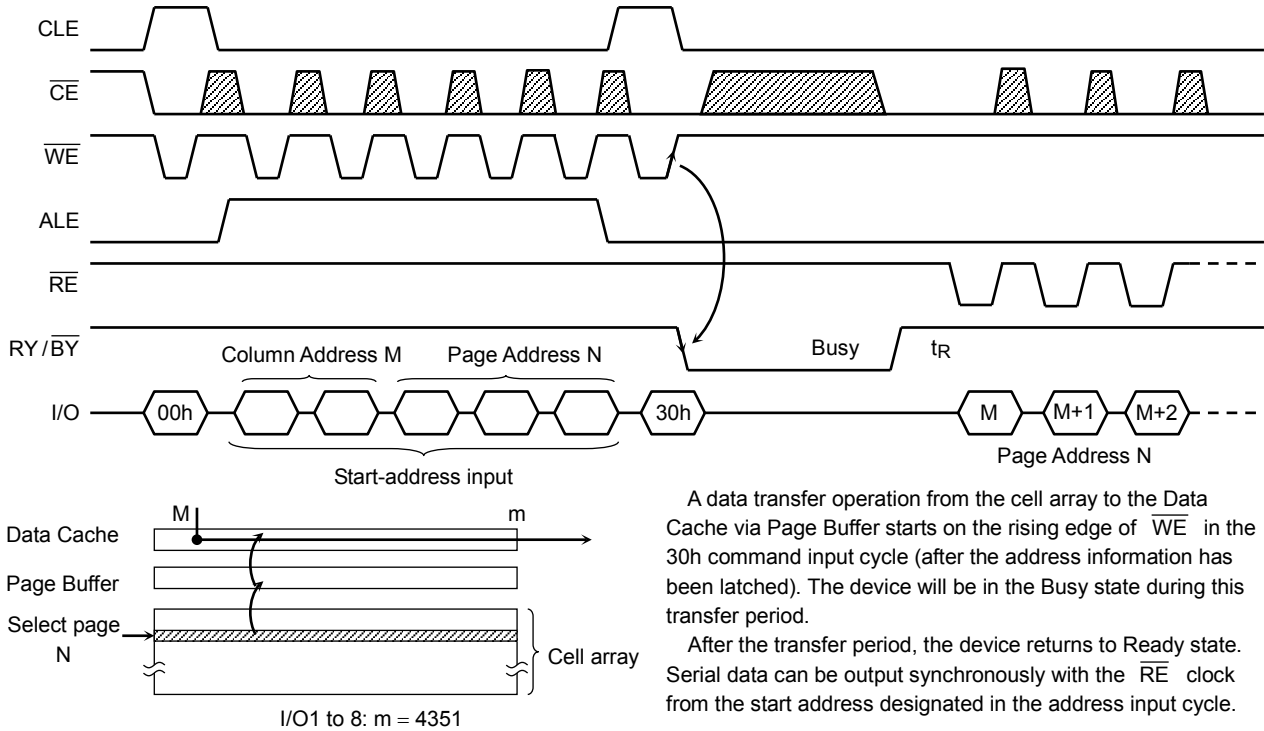 CLE
CE
WE
ALE
RE
RY/BY
Busy
tR
Column Address M
Page Address N
I/O
00h
30h
M
M+1
M+2
Start-address input
Page Address N
M
m
Data Cache
Page Buffer
Select page
N
Cell array
I/O1 to 8: m = 4351
A data transfer operation from the cell array to the Data
Cache via Page Buffer starts on the rising edge of WE in the
30h command input cycle (after the address information has
been latched). The device will be in the Busy state during this
transfer period.
After the transfer period, the device returns to Ready state.
Serial data can be output synchronously with the RE clock
from the start address designated in the address input cycle.